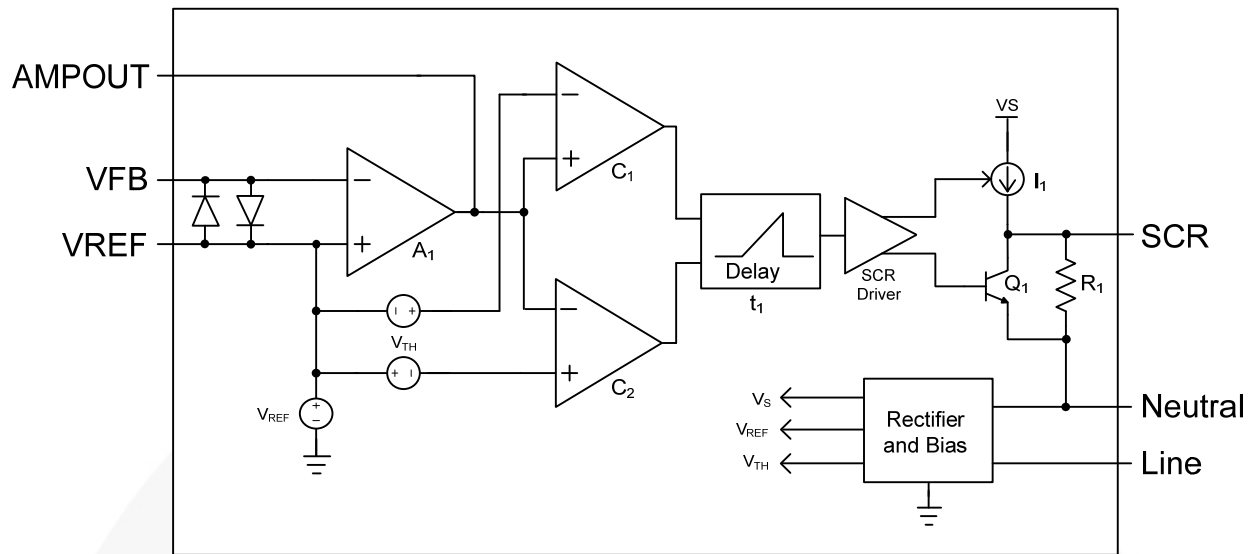 AMPOUT
VFB
VREF
−
+
A1
−
+
C1
−
+
C2
− +
VTH
+ −
VREF
+
−
Delay
t1
SCR
Driver
VS
I1
Q1
R1
SCR
Neutral
Line
Rectifier
and Bias
VS
VREF
VTH